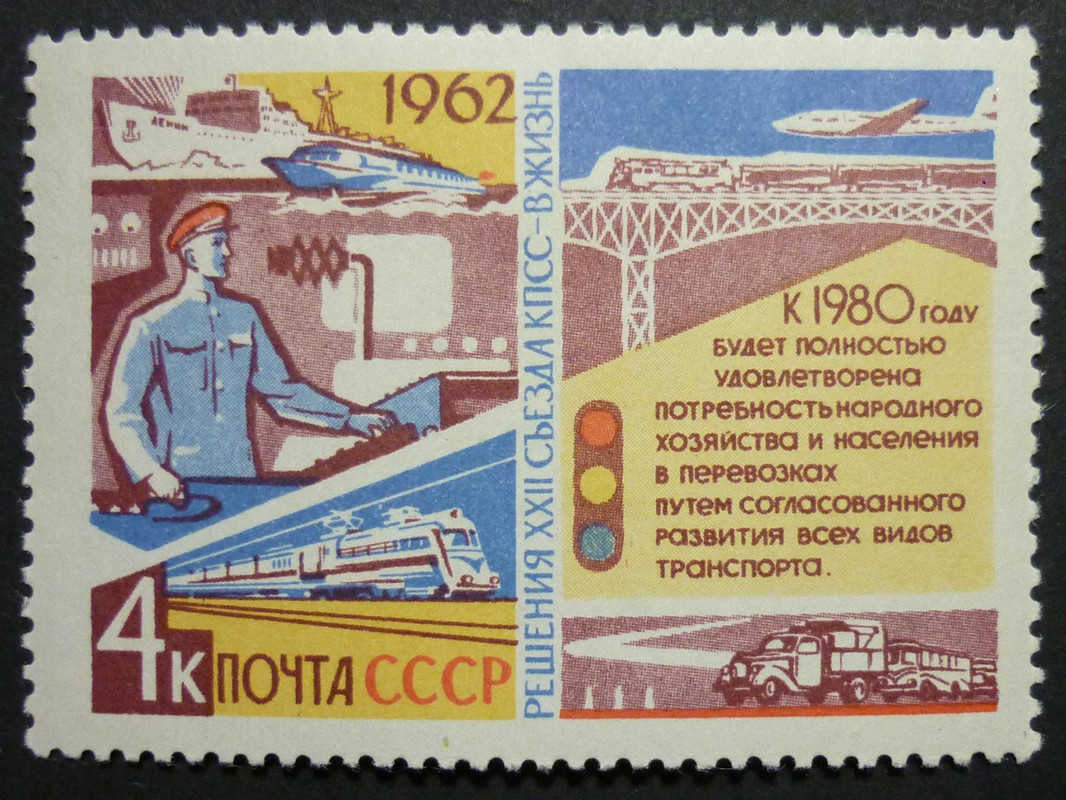 ЛЕНИН
1962
РЕШЕНИЯ XXII СЪЕЗДА КПСС–В ЖИЗНЬ
К 1980 ГОДУ
БУДЕТ ПОЛНОСТЬЮ
УДОВЛЕТВОРЕНА
ПОТРЕБНОСТЬ НАРОДНОГО
ХОЗЯЙСТВА И НАСЕЛЕНИЯ
В ПЕРЕВОЗКАХ
ПУТЕМ СОГЛАСОВАННОГО
РАЗВИТИЯ ВСЕХ ВИДОВ
ТРАНСПОРТА.
4К ПОЧТА СССР